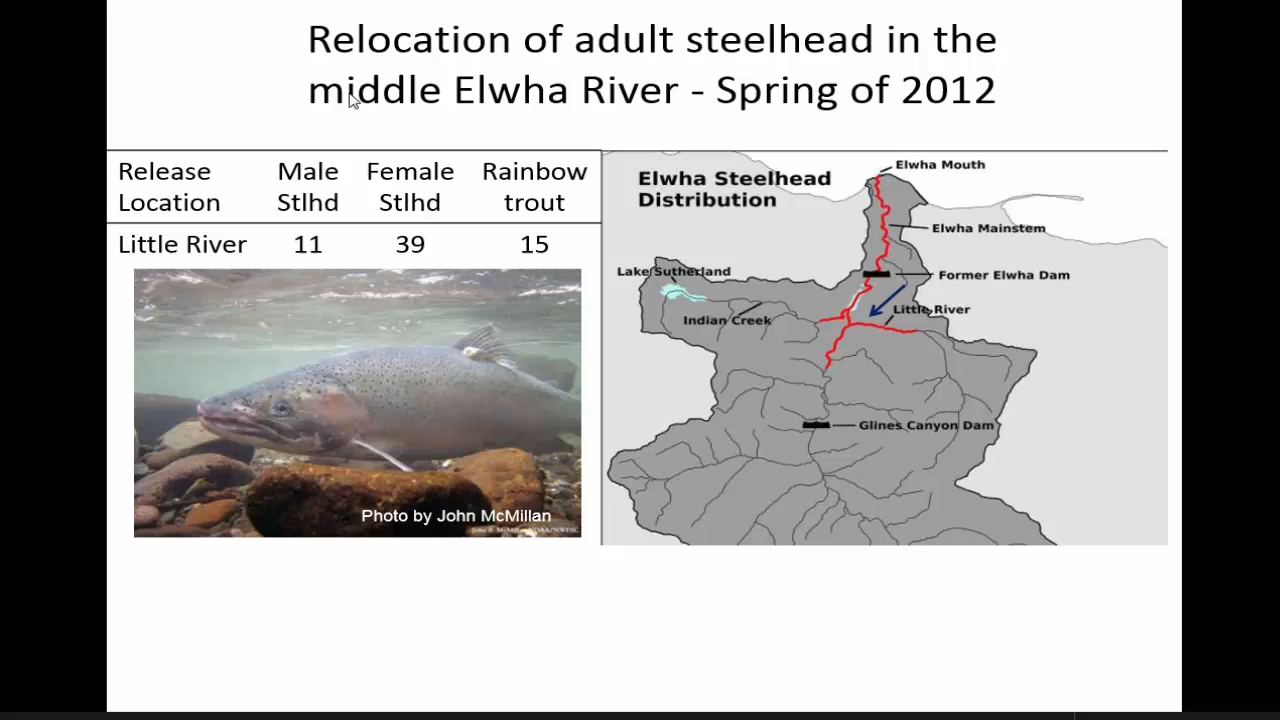 Relocation of adult steelhead in the
middle Elwha River - Spring of 2012
Release Location
Male Stlhd
Female Stlhd
Rainbow trout
Little River 11 39 15
Photo by John McMillan
Elwha Steelhead
Distribution
Elwha Mouth
Elwha Mainstem
Lake Sutherland
Former Elwha Dam
Little River
Indian Creek
Glines Canyon Dam